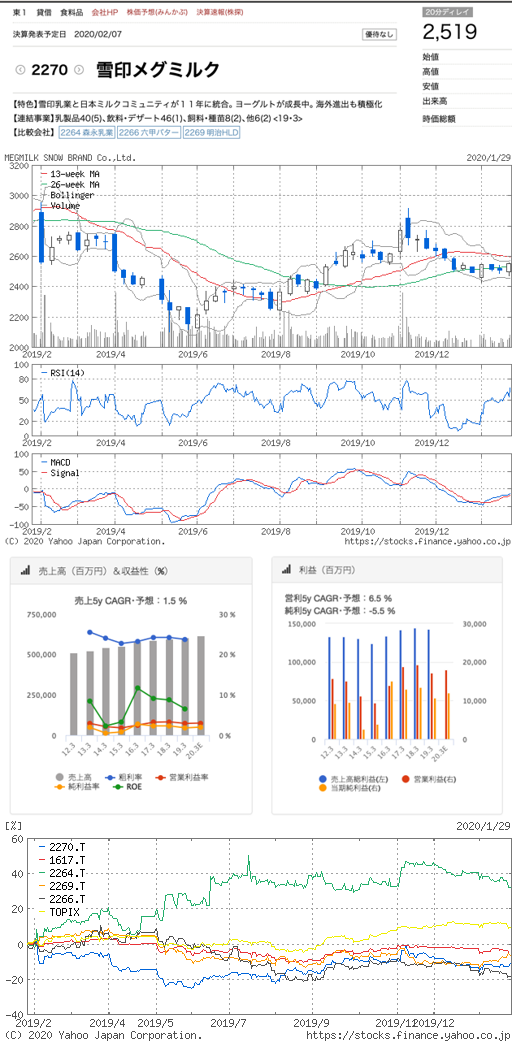 東１ 貸借 食料品 会社HP 株価予想(みんかぶ) 決算速報(株探)
決算発表予定日 2020/02/07
優待なし
20分ディレイ
2,519
始値
高値
安値
出来高
時価総額
2270 雪印メグミルク
【特色】雪印乳業と日本ミルクコミュニティが１１年に統合。ヨーグルトが成長中。海外進出も積極化
【連結事業】乳製品40(5)、飲料・デザート46(1)、飼料・種苗8(2)、他6(2) <19・3>
【比較会社】 2264 森永乳業 2266 六甲バター 2269 明治HLD
MEGMILK SNOW BRAND Co.,Ltd. 2020/1/29
13-week MA
26-week MA
Bollinger
Volume
3200
3000
2800
2600
2400
2200
2000
2019/2 2019/4 2019/6 2019/8 2019/10 2019/12
RSI(14)
100
80
50
20
0
2019/2 2019/4 2019/6 2019/8 2019/10 2019/12
MACD
Signal
100
50
0
-50
-100
2019/2 2019/4 2019/6 2019/8 2019/10 2019/12
(C) 2020 Yahoo Japan Corporation. https://stocks.finance.yahoo.co.jp
売上高（百万円）＆収益性（%）
売上5y CAGR・予想： 1.5 %
750,000
500,000
250,000
0
30 %
20 %
10 %
0 %
12.3 13.3 14.3 15.3 16.3 17.3 18.3 19.3 20.3E
売上高 粗利率 営業利益率
純利益率 ROE
利益（百万円）
営利5y CAGR・予想： 6.5 %
純利5y CAGR・予想： -5.5 %
150,000
100,000
50,000
0
30,000
20,000
10,000
0
12.3 13.3 14.3 15.3 16.3 17.3 18.3 19.3 20.3E
売上高総利益(左) 営業利益(右)
当期純利益(右)
[%] 2020/1/29
2270.T
1617.T
2264.T
2269.T
2266.T
TOPIX
60
40
20
0
-20
-40
2019/2 2019/4 2019/5 2019/7 2019/9 2019/11 2019/12
(C) 2020 Yahoo Japan Corporation. https://stocks.finance.yahoo.co.jp